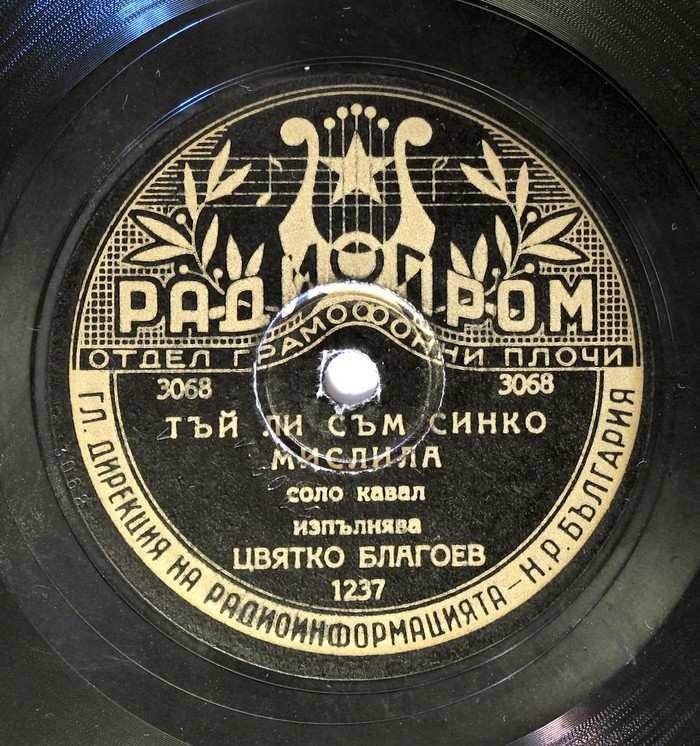 РАДИОПРОМ
ОТДЕЛ ГРАМОФОННИ ПЛОЧИ
3068 3068
ТЪЙ ЛИ СЪМ СИНКО
МИСЛИЛА
соло кавал
изпълнява
ЦВЯТКО БЛАГОЕВ
1237
ГЛ. ДИРЕКЦИЯ НА РАДИОИНФОРМАЦИЯТА – Н.Р. БЪЛГАРИЯ
3068